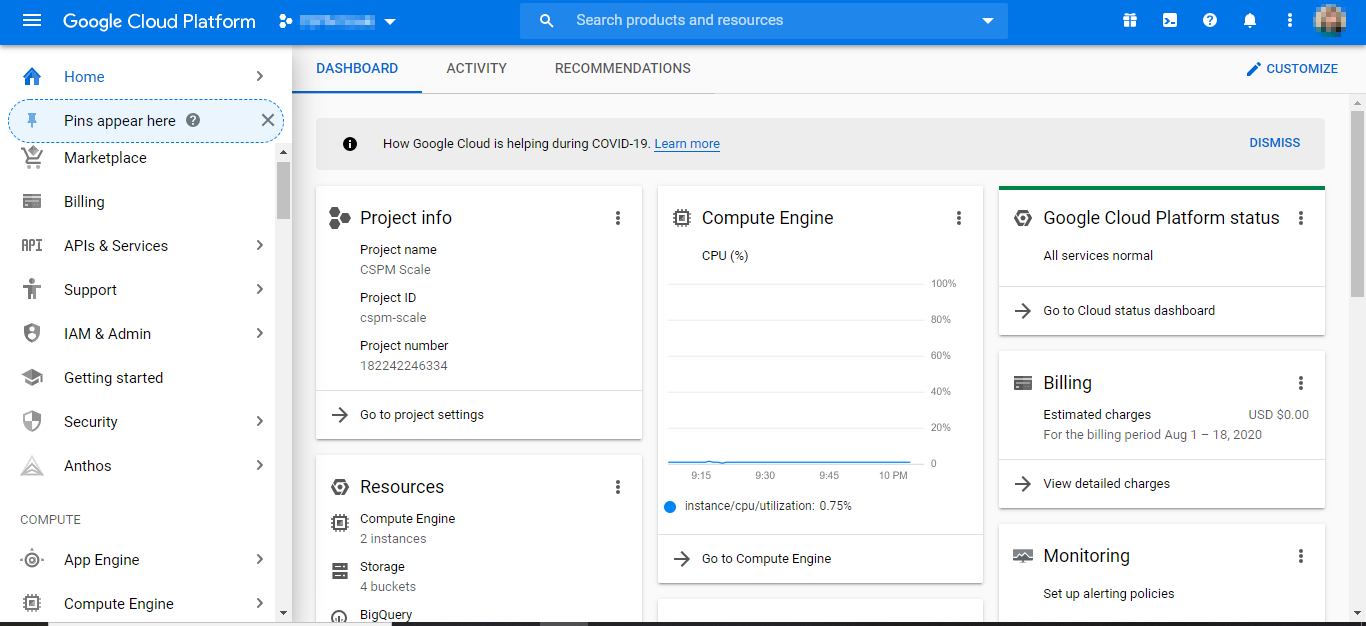 Google Cloud Platform
Search products and resources
Home
Pins appear here
Marketplace
Billing
API
APIs & Services
Support
IAM & Admin
Getting started
Security
Anthos
COMPUTE
App Engine
Compute Engine
DASHBOARD
ACTIVITY
RECOMMENDATIONS
CUSTOMIZE
How Google Cloud is helping during COVID-19. Learn more
DISMISS
Project info
Project name
CSPM Scale
Project ID
cspm-scale
Project number
182242246334
Go to project settings
Resources
Compute Engine
2 instances
Storage
4 buckets
BigQuery
Compute Engine
CPU (%)
100%
80%
60%
40%
20%
0
9:15
9:30
9:45
10 PM
instance/cpu/utilization: 0.75%
Go to Compute Engine
Google Cloud Platform status
All services normal
Go to Cloud status dashboard
Billing
Estimated charges
USD $0.00
For the billing period Aug 1 – 18, 2020
View detailed charges
Monitoring
Set up alerting policies